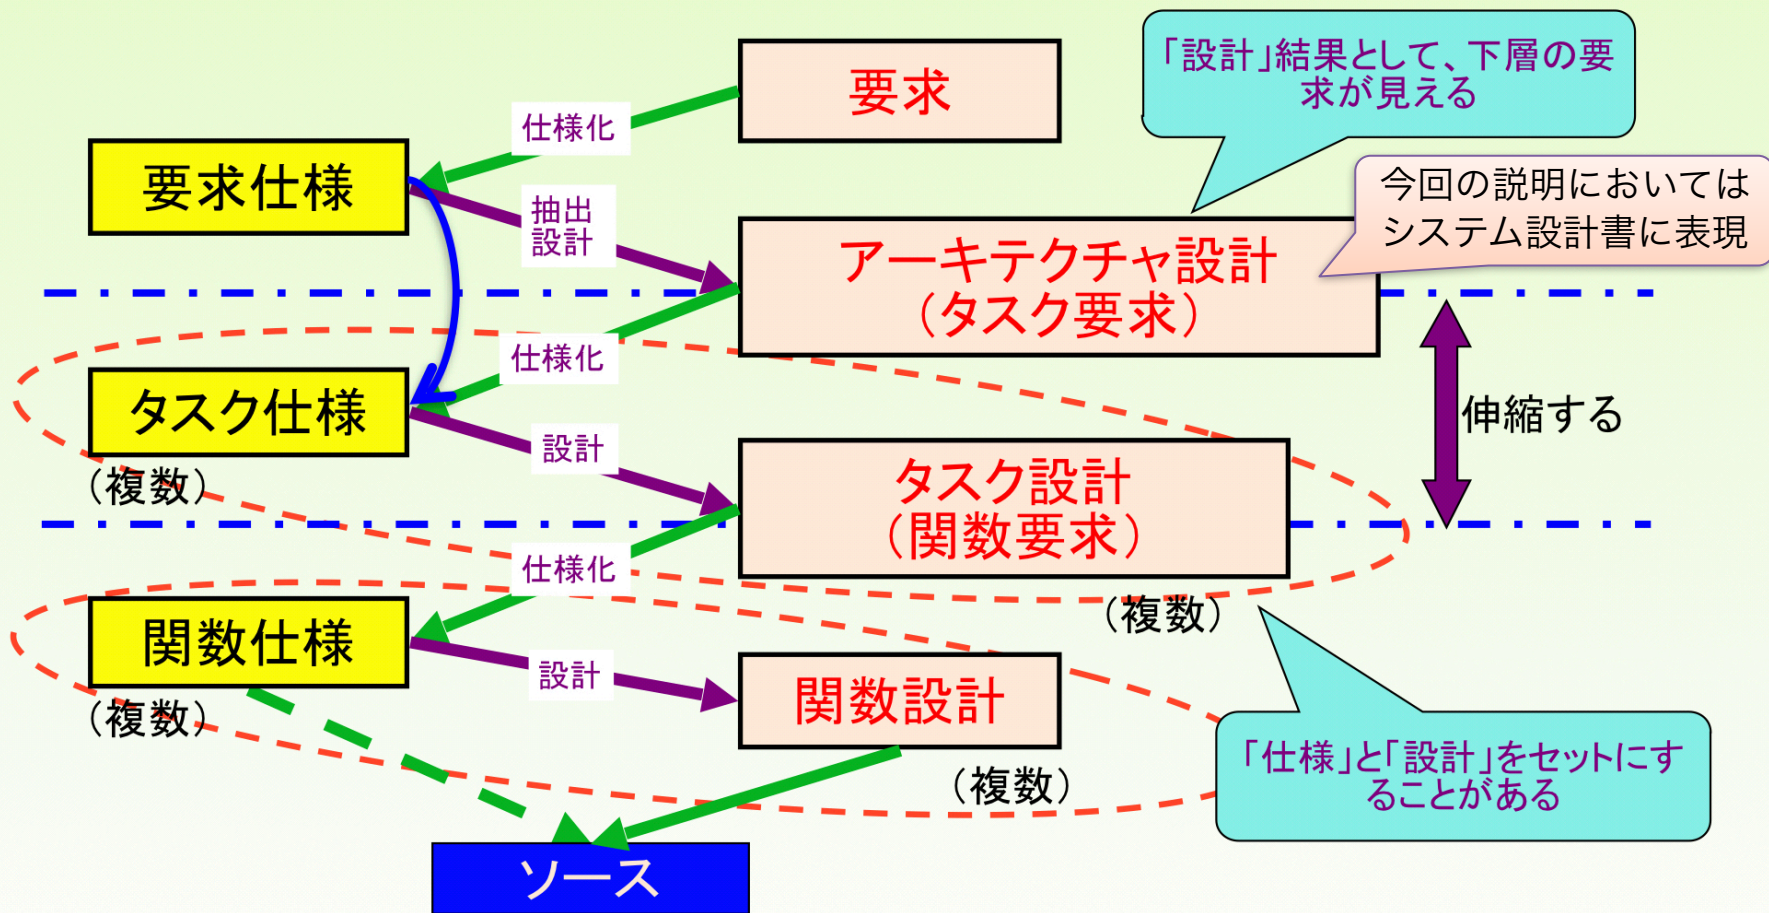 要求
「設計」結果として、下層の要
求が見える
仕様化
要求仕様
抽出
設計
今回の説明においては
システム設計書に表現
アーキテクチャ設計
（タスク要求）
仕様化
タスク仕様
（複数）
設計
伸縮する
タスク設計
（関数要求）
（複数）
仕様化
関数仕様
（複数）
設計
関数設計
（複数）
「仕様」と「設計」をセットにす
ることがある
ソース